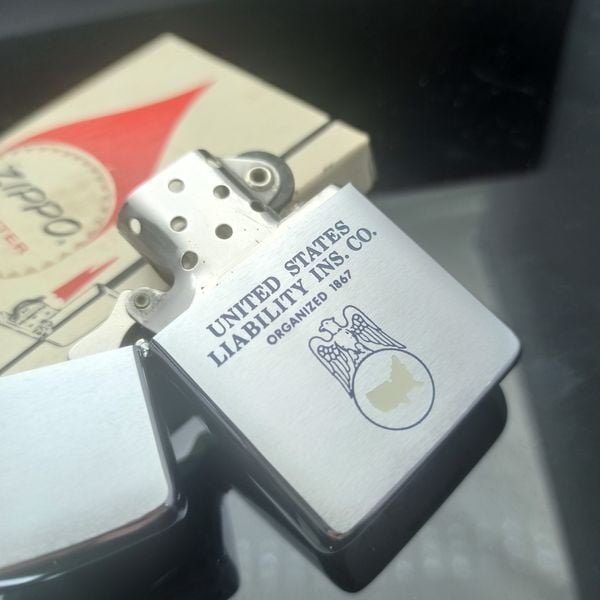 ZIPPO
UNITED STATES
LIABILITY INS. CO.
ORGANIZED 1867